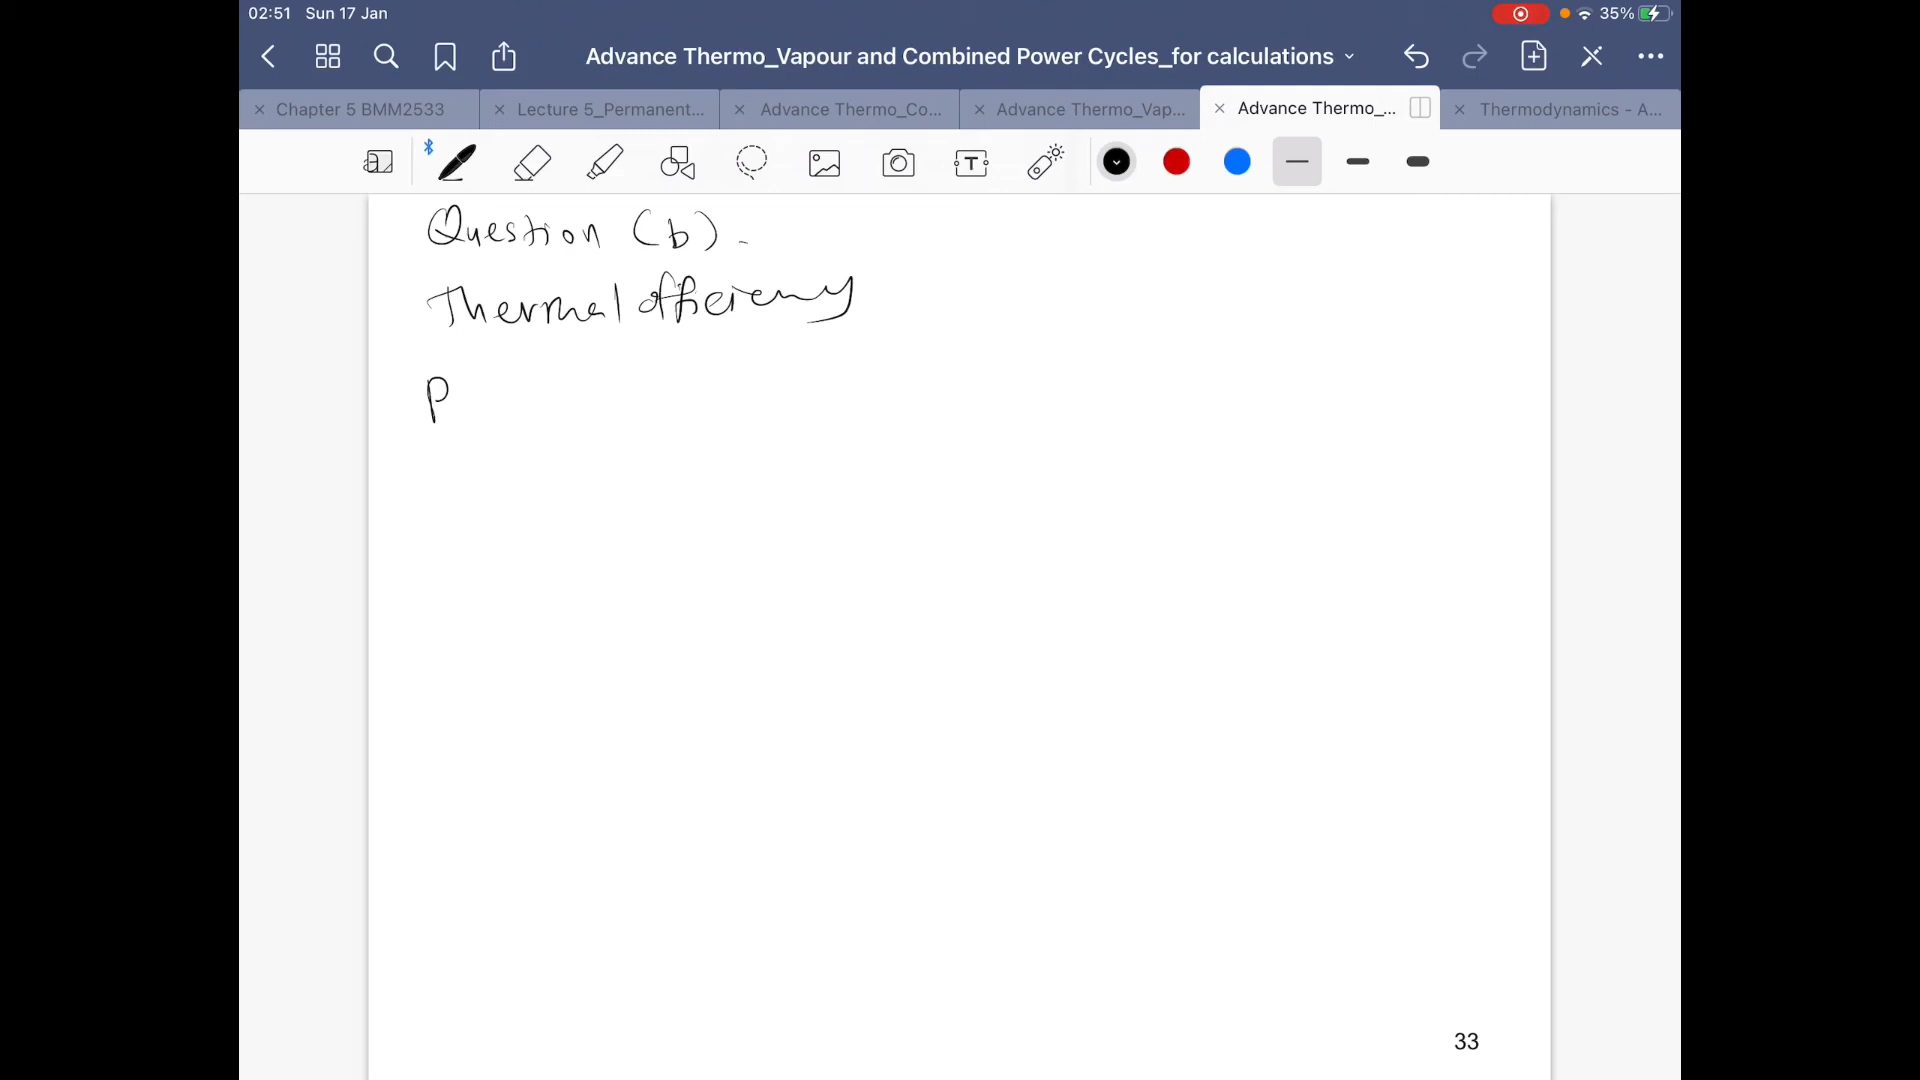 02:51 Sun 17 Jan 35%
Advance Thermo_Vapour and Combined Power Cycles_for calculations
Chapter 5 BMM2533 Lecture 5_Permanent... Advance Thermo_Co... Advance Thermo_Vap... Advance Thermo_... Thermodynamics - A...
Question (b).
Thermal efficiency
P
33